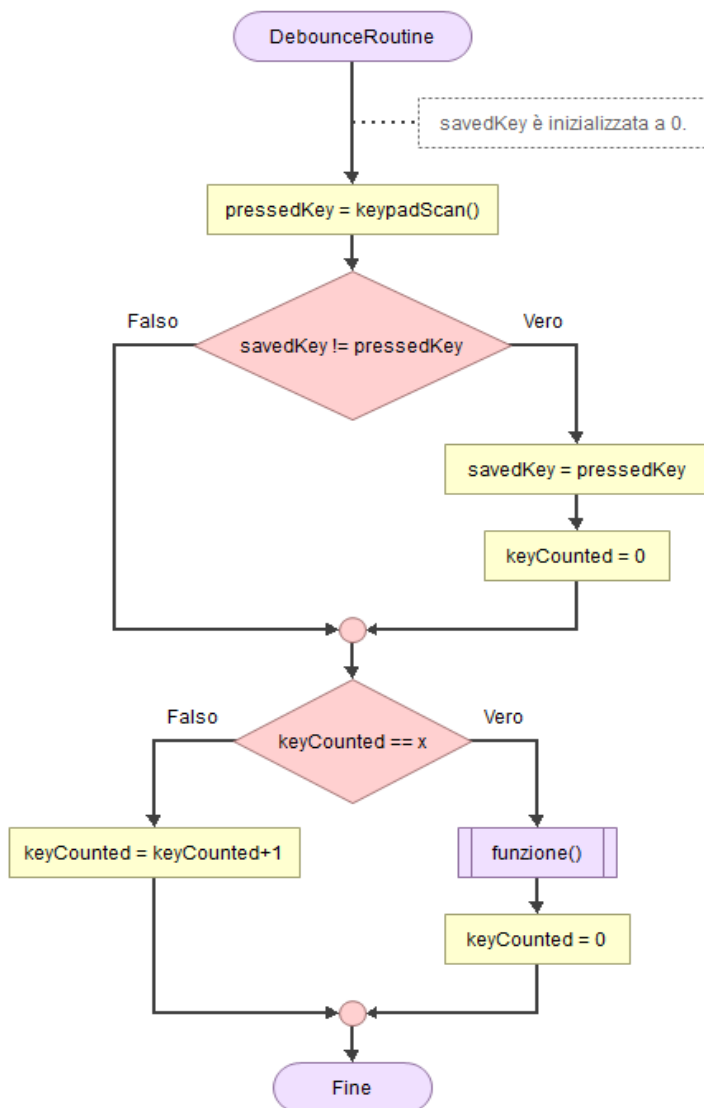 DebounceRoutine
savedKey è inizializzata a 0.
pressedKey = keypadScan()
Falso
Vero
savedKey != pressedKey
savedKey = pressedKey
keyCounted = 0
Falso
Vero
keyCounted == x
keyCounted = keyCounted+1
funzione()
keyCounted = 0
Fine